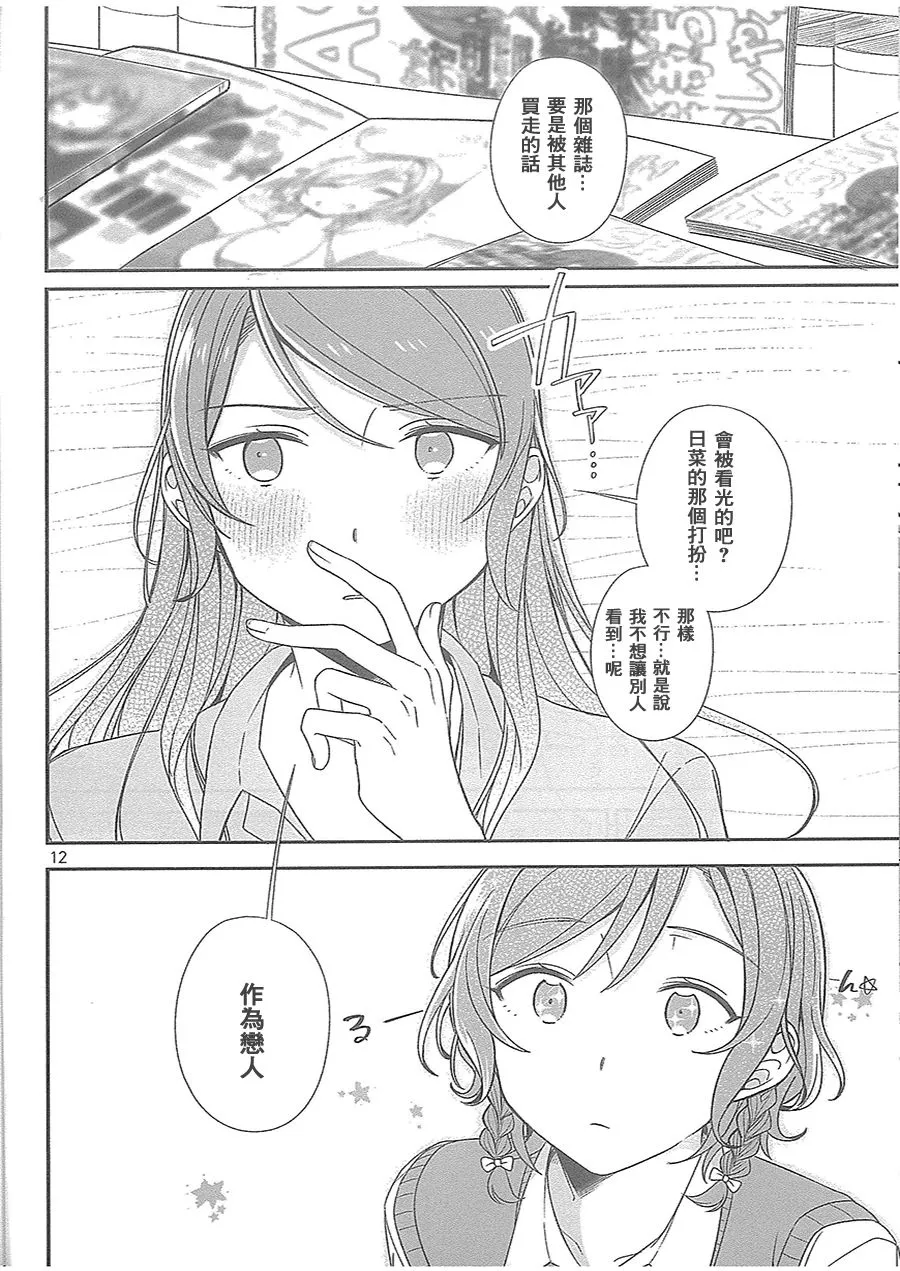 那個雜誌…
要是被其他人
買走的話
カァァ…
會被看光的吧？
日菜的那個打扮…
那樣
不行…就是說
我不想讓別人
看到…呢
12
作為戀人
る
ん☆
FASHION